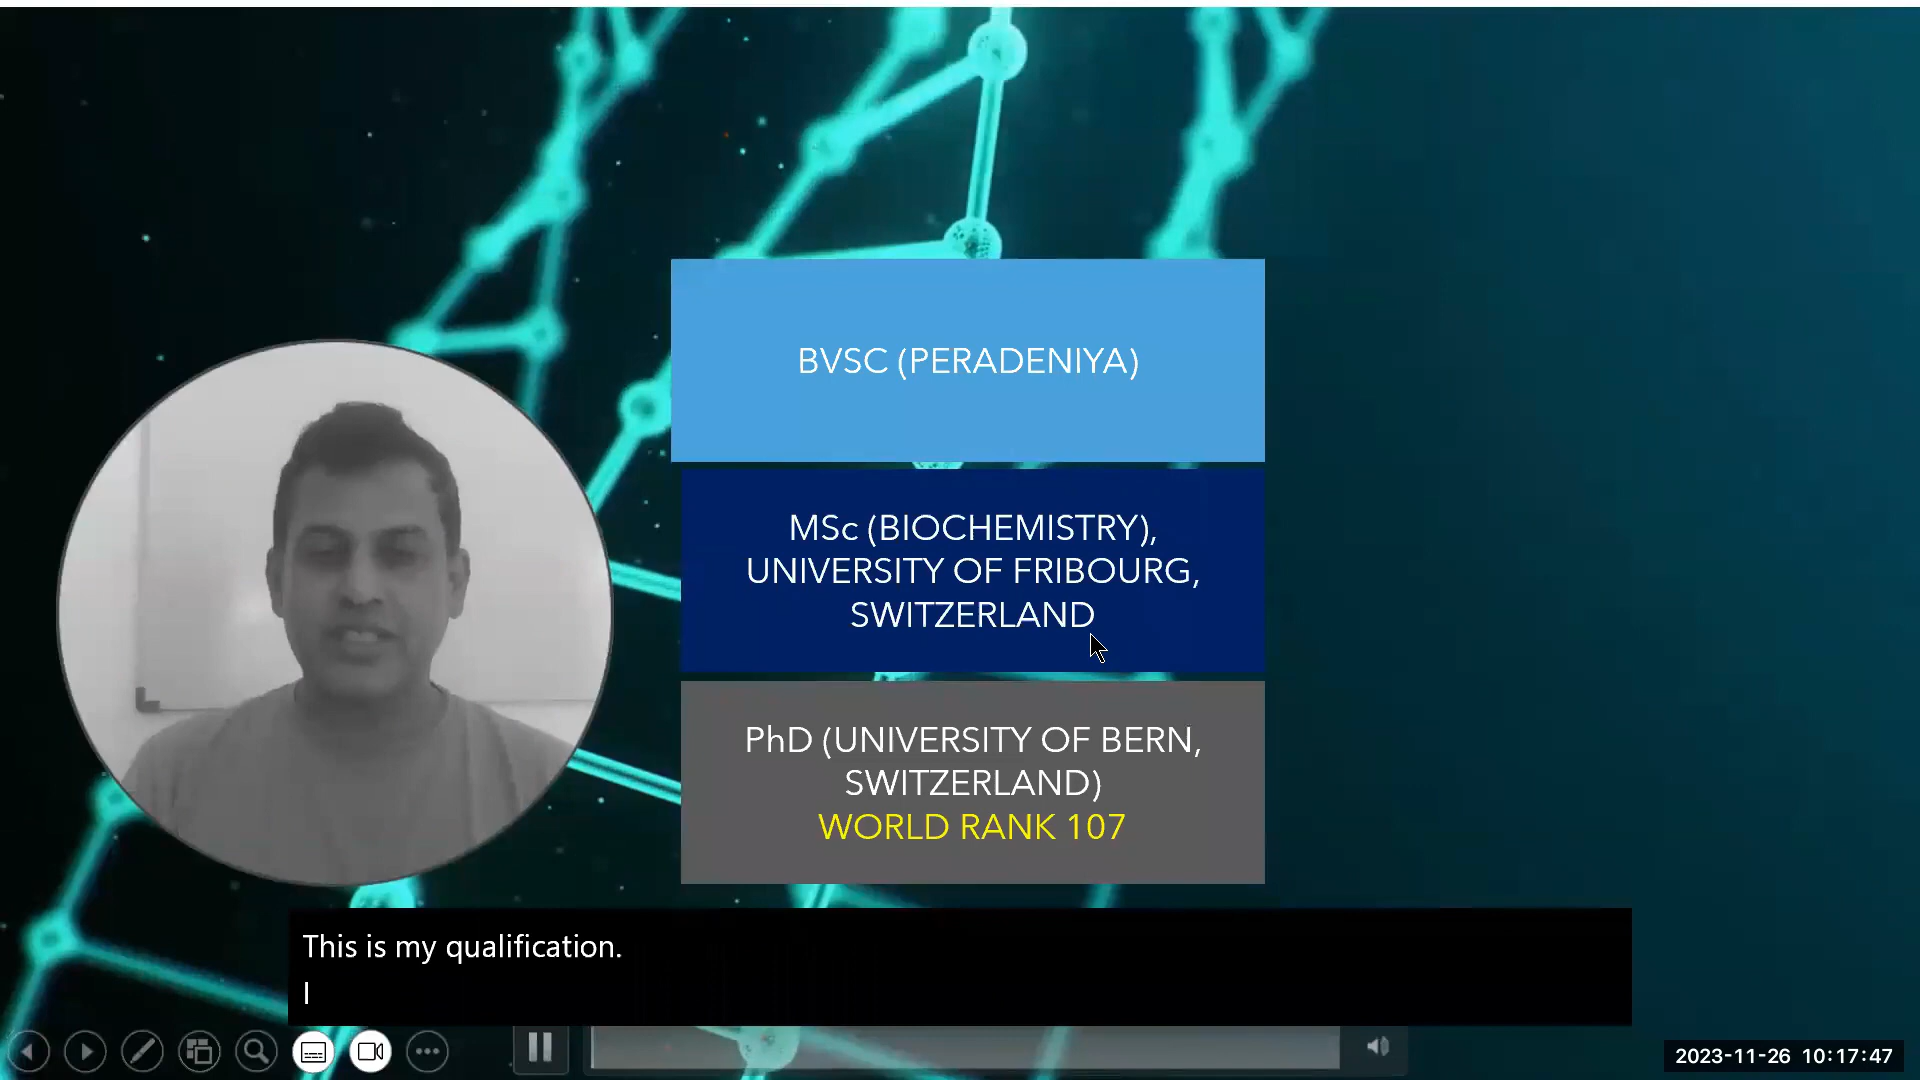 BVSC (PERADENIYA)
MSc (BIOCHEMISTRY),
UNIVERSITY OF FRIBOURG,
SWITZERLAND
PhD (UNIVERSITY OF BERN,
SWITZERLAND)
WORLD RANK 107
This is my qualification.
I
2023-11-26 10:17:47